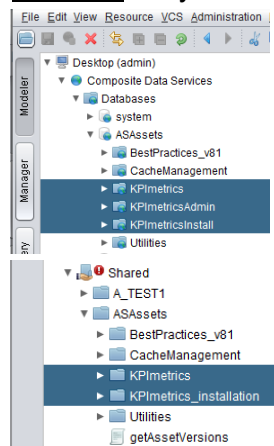 File Edit View Resource VCS Administration
Modeler
Manager
Desktop (admin)
Composite Data Services
Databases
system
ASAssets
BestPractices_v81
CacheManagement
KPImetrics
KPImetricsAdmin
KPImetricsInstall
Utilities
Shared
A_TEST1
ASAssets
BestPractices_v81
CacheManagement
KPImetrics
KPImetrics_installation
Utilities
getAssetVersions